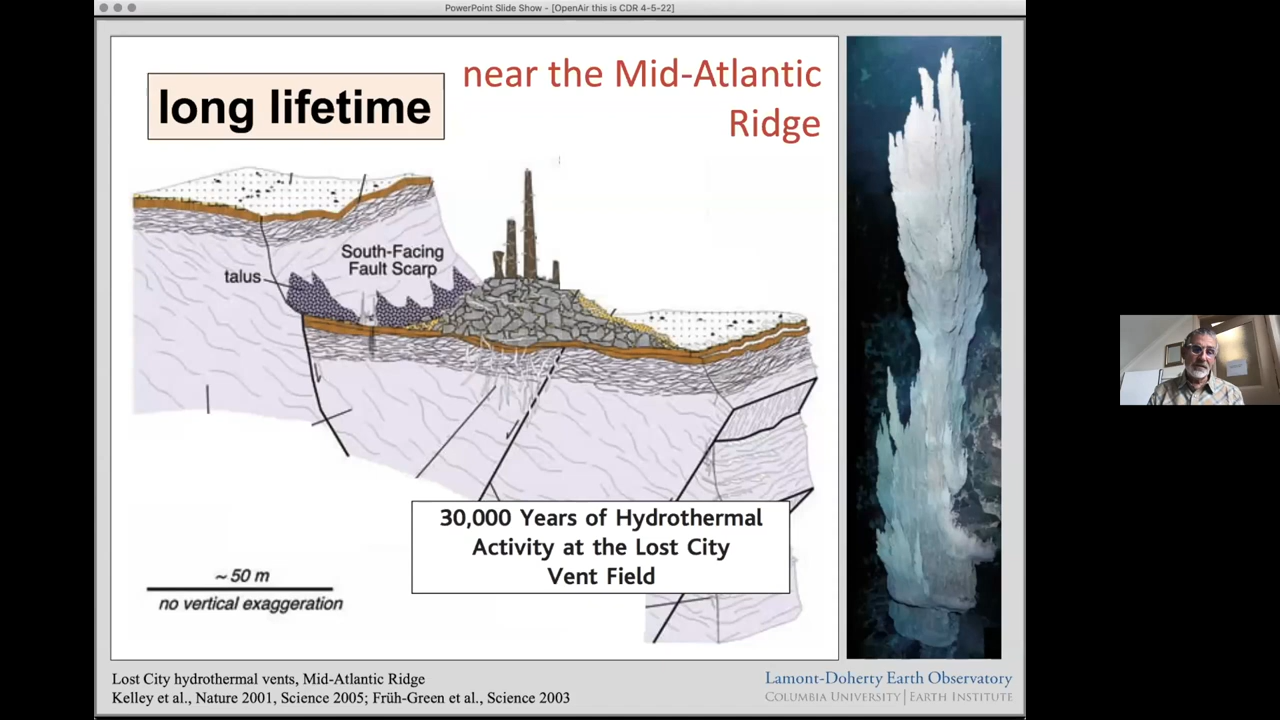 PowerPoint Slide Show - [OpenAir this is CDR 4-5-22]
long lifetime
near the Mid-Atlantic
Ridge
South-Facing
Fault Scarp
talus
30,000 Years of Hydrothermal
Activity at the Lost City
Vent Field
~ 50 m
no vertical exaggeration
Lost City hydrothermal vents, Mid-Atlantic Ridge
Kelley et al., Nature 2001, Science 2005; Früh-Green et al., Science 2003
Lamont-Doherty Earth Observatory
COLUMBIA UNIVERSITY | EARTH INSTITUTE